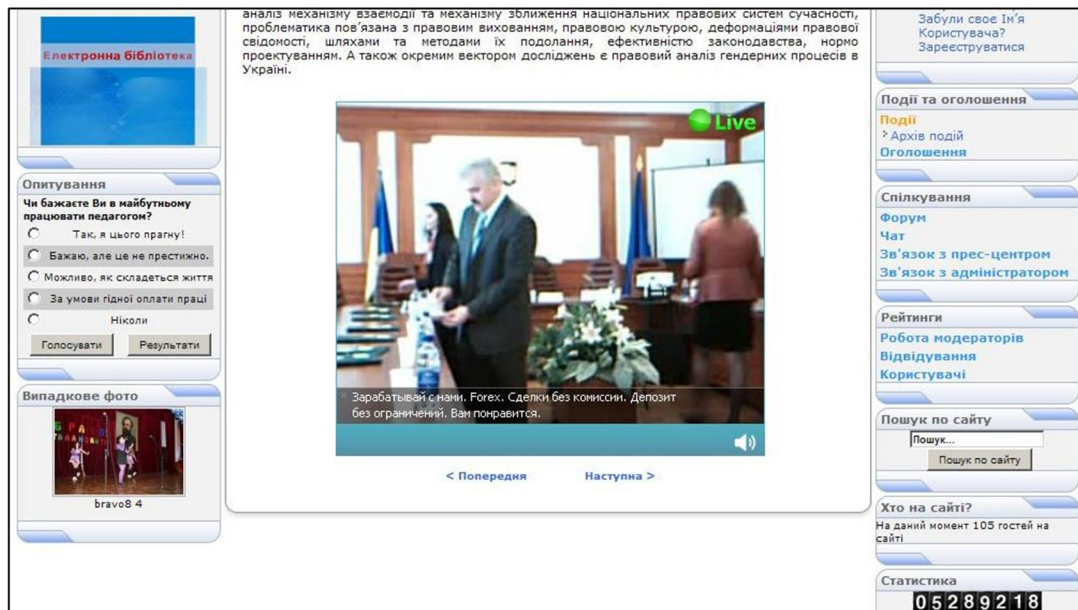 Електронна бібліотека
Опитування
Чи бажаєте Ви в майбутньому
працювати педагогом?
Так, я цього прагну!
Бажаю, але це не престижно.
Можливо, як складеться життя
За умови гідної оплати праці
Ніколи
Голосувати Результати
Випадкове фото
bravo8 4
аналіз механізму взаємодії та механізму зближення національних правових систем сучасності,
проблематика пов'язана з правовим вихованням, правовою культурою, деформаціями правової
свідомості, шляхами та методами їх подолання, ефективністю законодавства, нормо
проектуванням. А також окремим вектором досліджень є правовий аналіз гендерних процесів в
Україні.
Live
Зарабатывай с нами. Forex. Сделки без комиссии. Депозит
без ограничений. Вам понравится.
< Попередня Наступна >
Забули своє Ім'я
Користувача?
Зареєструватися
Події та оголошення
Події
Архів подій
Оголошення
Спілкування
Форум
Чат
Зв'язок з прес-центром
Зв'язок з адміністратором
Рейтинги
Робота модераторів
Відвідування
Користувачі
Пошук по сайту
Пошук...
Пошук по сайту
Хто на сайті?
На даний момент 105 гостей на
сайті
Статистика
05289218